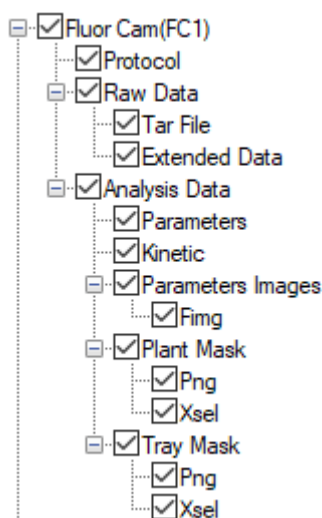 Fluor Cam(FC1)
Protocol
Raw Data
Tar File
Extended Data
Analysis Data
Parameters
Kinetic
Parameters Images
Fimg
Plant Mask
Png
Xsel
Tray Mask
Png
Xsel